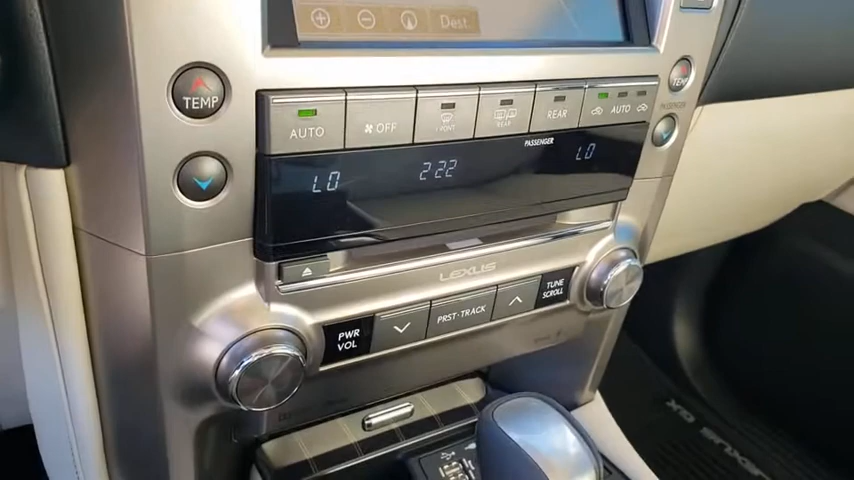 Dest.
TEMP
TEMP
AUTO
OFF
FRONT
REAR
REAR
AUTO
PASSENGER
PASSENGER
LO
2:22
LO
LEXUS
PWR
VOL
PRST·TRACK
TUNE
SCROLL